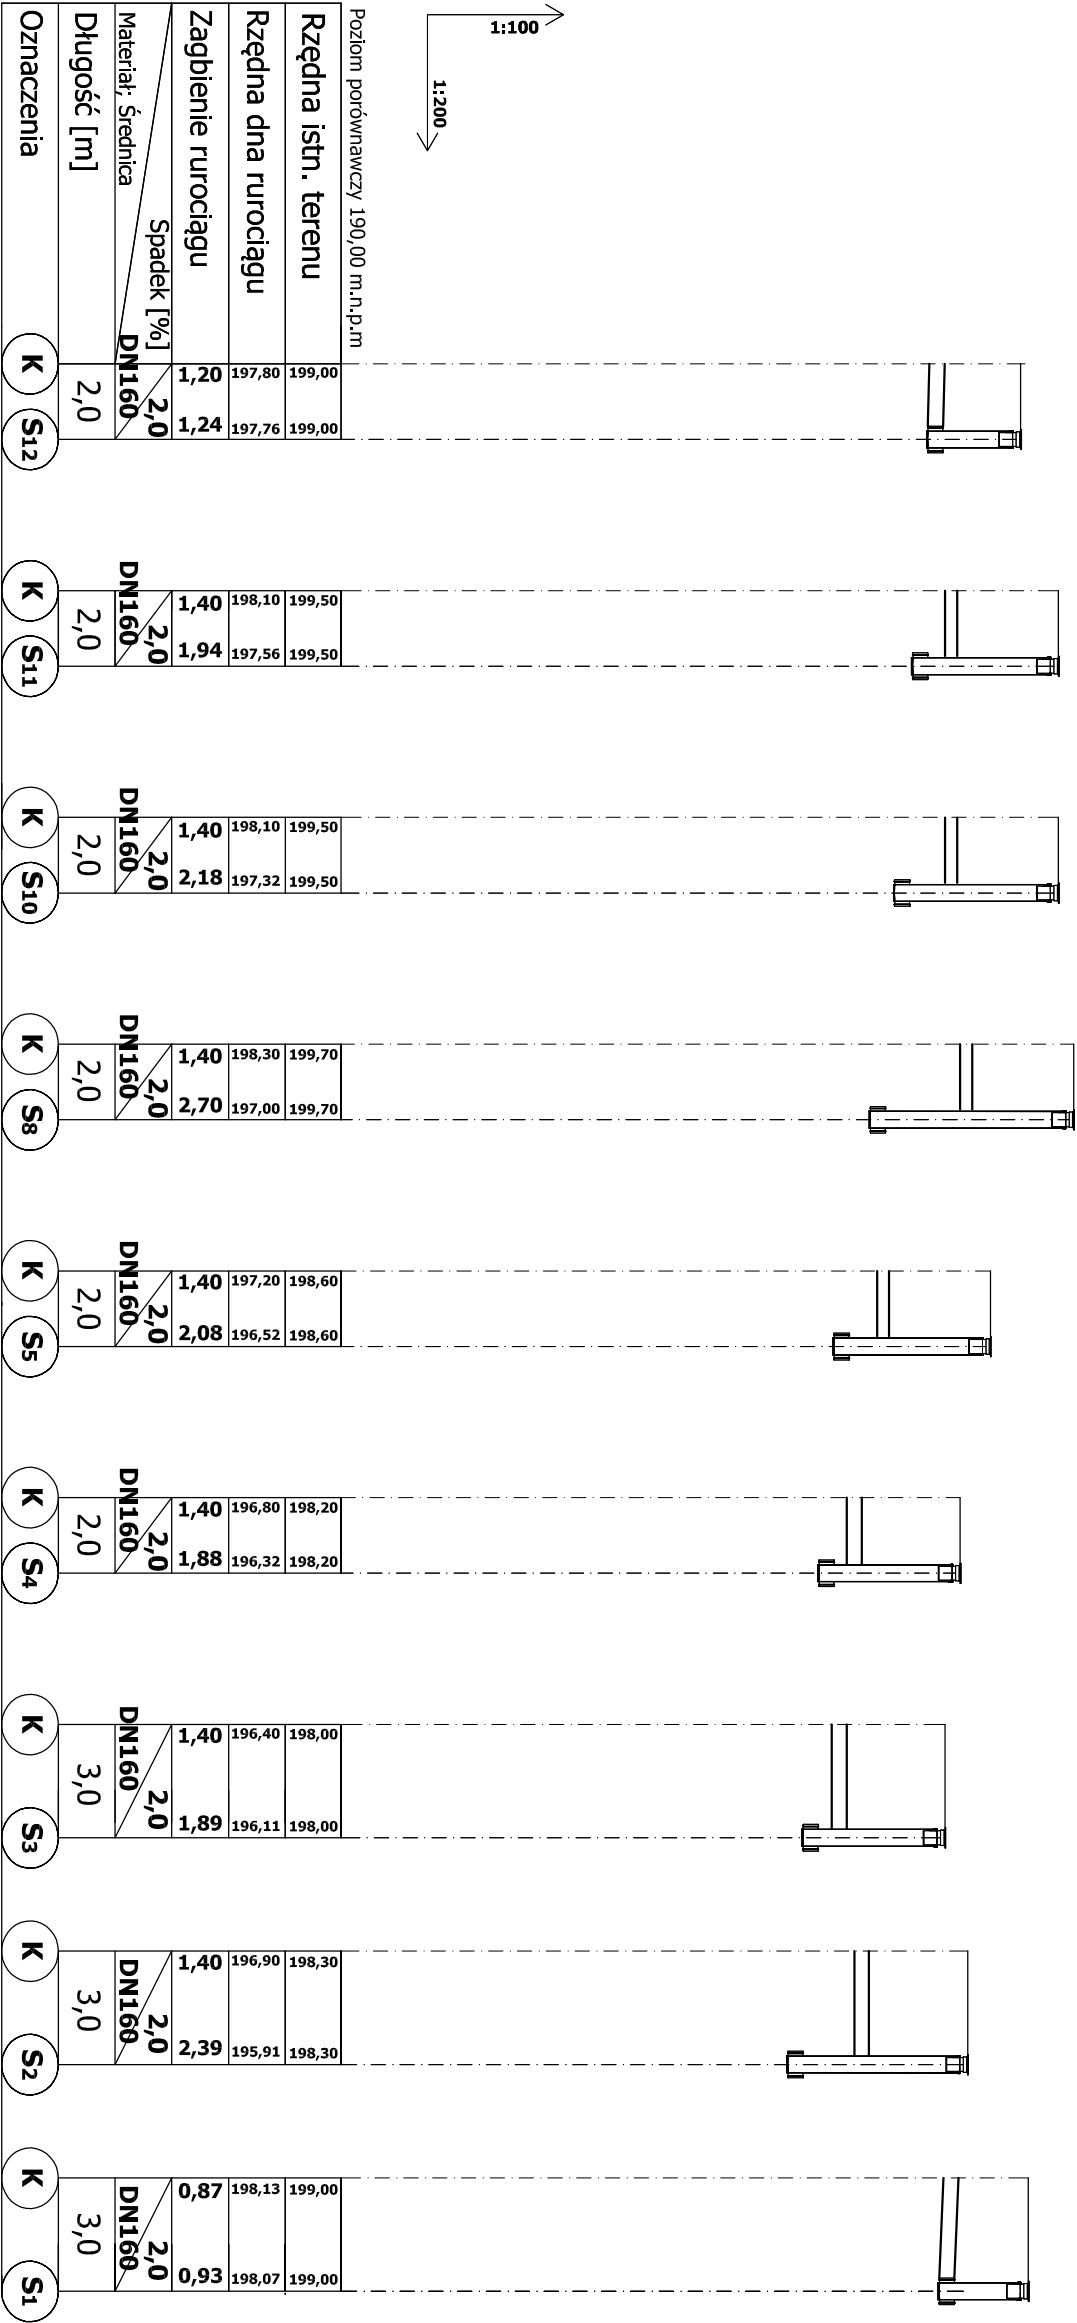 1:100
1:200
Poziom porównawczy 190,00 m.n.p.m
Rzędna istn. terenu 199,00 199,00 199,50 199,50 199,50 199,50 199,70 199,70 198,60 198,60 198,20 198,20 198,00 198,00 198,30 198,30 199,00 199,00
Rzędna dna rurociągu 197,80 197,76 198,10 197,56 198,10 197,32 198,30 197,00 197,20 196,52 196,80 196,32 196,40 196,11 196,90 195,91 198,13 198,07
Zagbienie rurociągu 1,20 1,24 1,40 1,94 1,40 2,18 1,40 2,70 1,40 2,08 1,40 1,88 1,40 1,89 1,40 2,39 0,87 0,93
Spadek [%] 2,0 2,0 2,0 2,0 2,0 2,0 2,0 2,0 2,0
Materiał; Średnica DN160 DN160 DN160 DN160 DN160 DN160 DN160 DN160 DN160
Długość [m] 2,0 2,0 2,0 2,0 2,0 2,0 3,0 3,0 3,0
Oznaczenia K S12 K S11 K S10 K S8 K S5 K S4 K S3 K S2 K S1